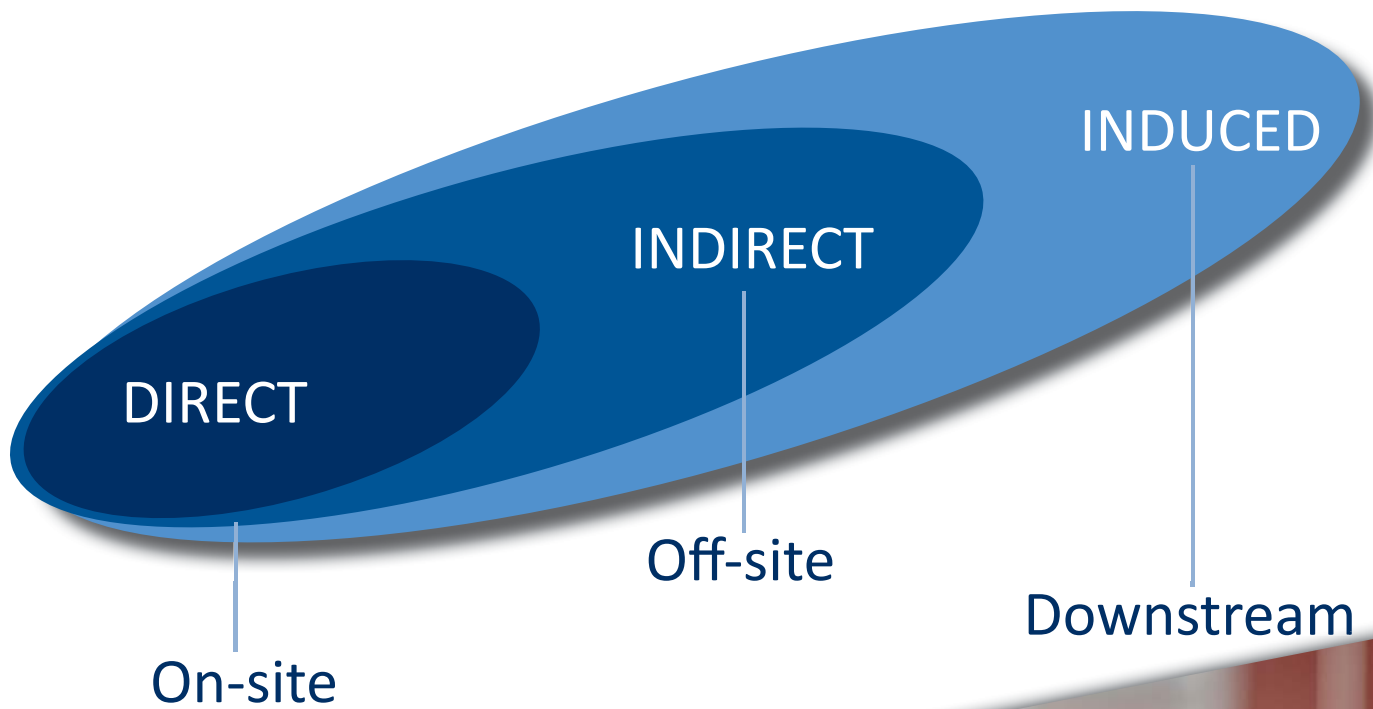 INDUCED
INDIRECT
DIRECT
Off-site
Downstream
On-site